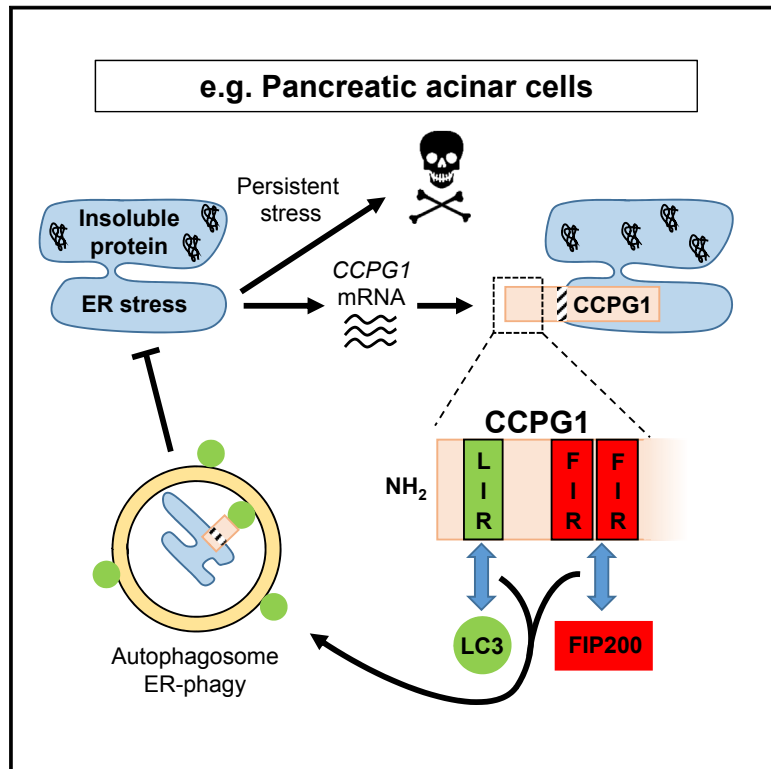 e.g. Pancreatic acinar cells
Persistent
stress
Insoluble
protein
ER stress
CCPG1
mRNA
CCPG1
CCPG1
NH₂
L
I
R
F
I
R
F
I
R
LC3
FIP200
Autophagosome
ER-phagy